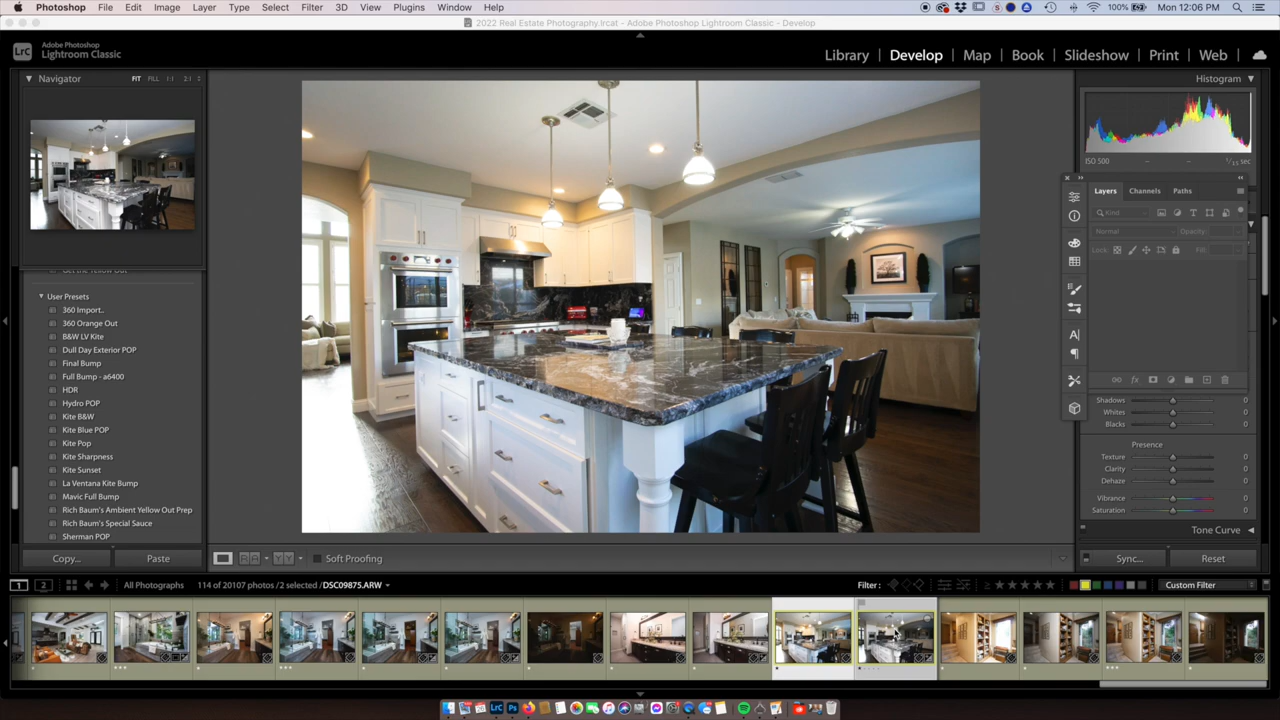 Photoshop File Edit Image Layer Type Select Filter 3D View Plugins Window Help 100% Mon 12:06 PM
2022 Real Estate Photography.lrcat - Adobe Photoshop Lightroom Classic - Develop
LrC Adobe Photoshop Lightroom Classic
Library | Develop | Map | Book | Slideshow | Print | Web
Navigator FIT FILL 1:1 2:1
Histogram
ISO 500 – – 1/15 sec
Layers Channels Paths
Kind
Normal Opacity:
Lock: Fill:
Get the Yellow Out
User Presets
360 Import..
360 Orange Out
B&W LV Kite
Dull Day Exterior POP
Final Bump
Full Bump - a6400
HDR
Hydro POP
Kite B&W
Kite Blue POP
Kite Pop
Kite Sharpness
Kite Sunset
La Ventana Kite Bump
Mavic Full Bump
Rich Baum's Ambient Yellow Out Prep
Rich Baum's Special Sauce
Sherman POP
Shadows 0
Whites 0
Blacks 0
Presence
Texture 0
Clarity 0
Dehaze 0
Vibrance 0
Saturation 0
Tone Curve
Copy... Paste
Soft Proofing
Sync... Reset
1 2 All Photographs 114 of 20107 photos /2 selected /DSC09875.ARW Filter : Custom Filter